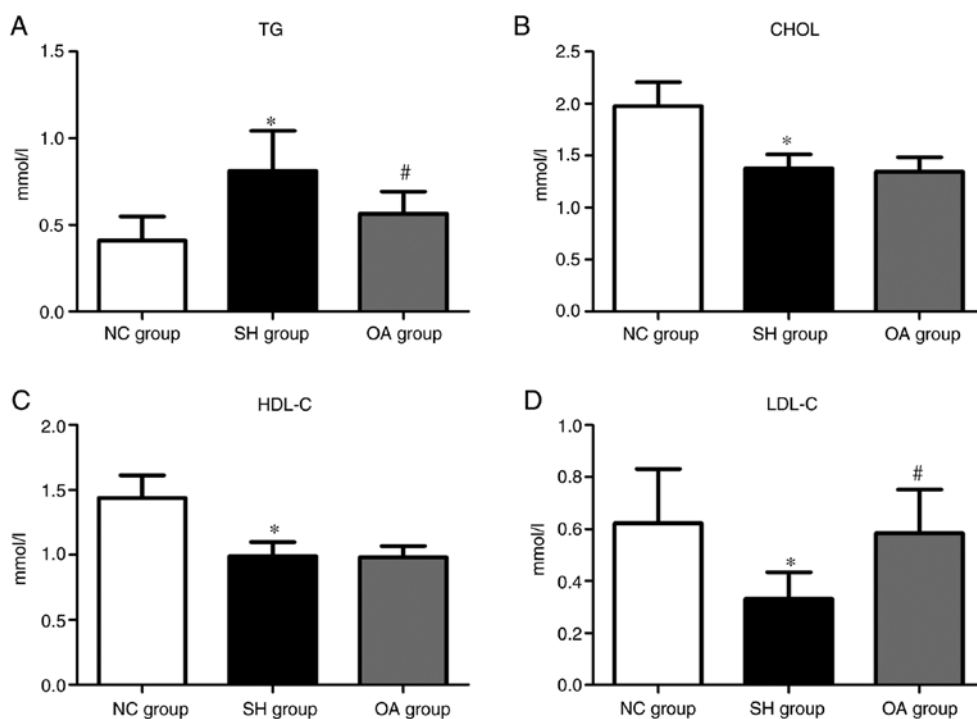 A
TG
mmol/l
1.5
1.0
0.5
0.0
*
#
NC group
SH group
OA group
B
CHOL
mmol/l
2.5
2.0
1.5
1.0
0.5
0.0
*
NC group
SH group
OA group
C
HDL-C
mmol/l
2.0
1.5
1.0
0.5
0.0
*
NC group
SH group
OA group
D
LDL-C
mmol/l
1.0
0.8
0.6
0.4
0.2
0.0
*
#
NC group
SH group
OA group